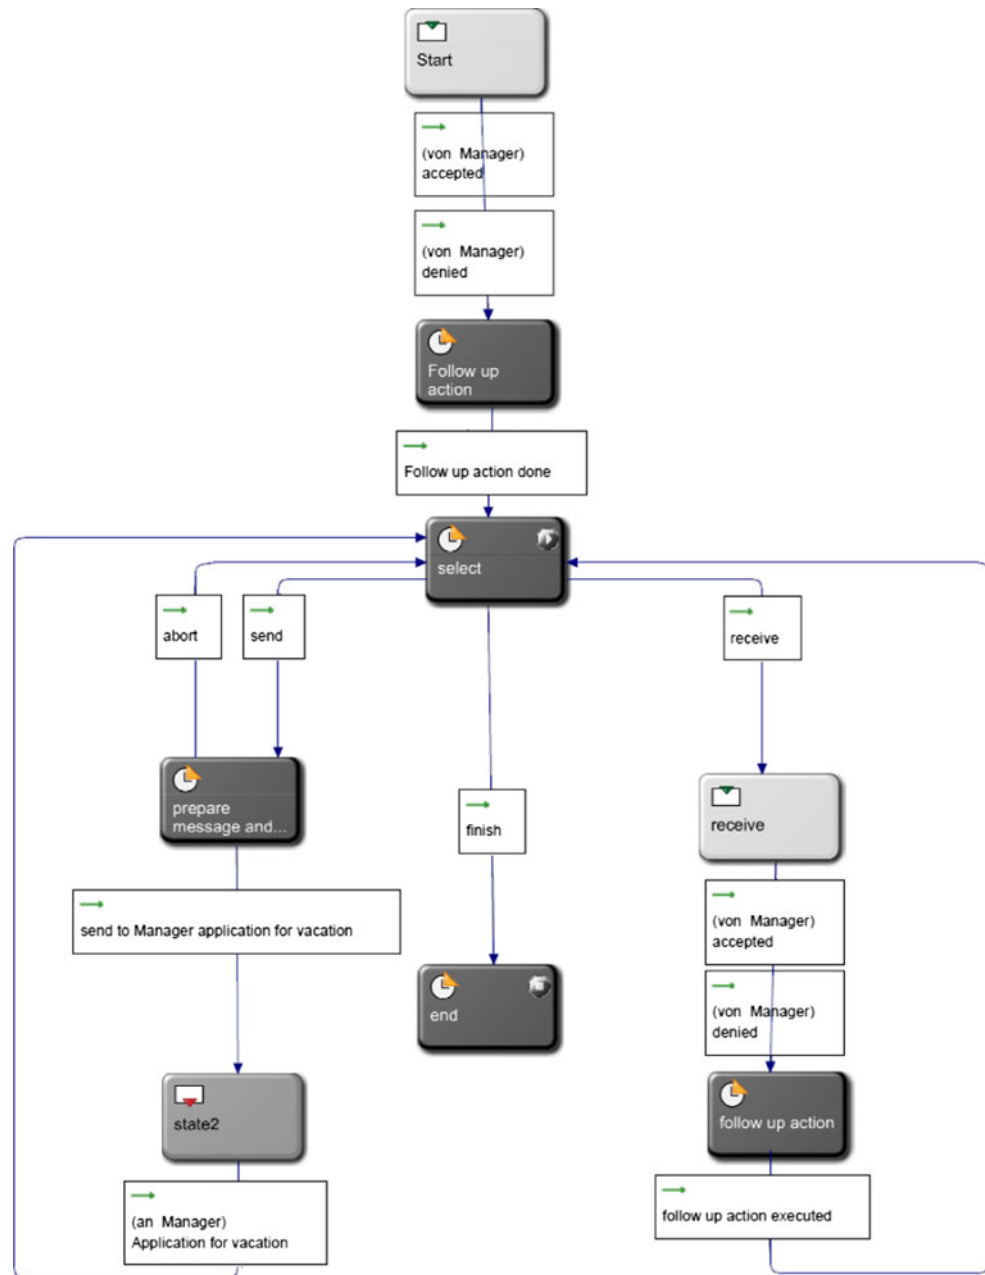 Start
(von Manager)
accepted
(von Manager)
denied
Follow up
action
Follow up action done
select
abort
send
receive
prepare
message and...
finish
receive
send to Manager application for vacation
(von Manager)
accepted
end
(von Manager)
denied
state2
follow up action
(an Manager)
Application for vacation
follow up action executed